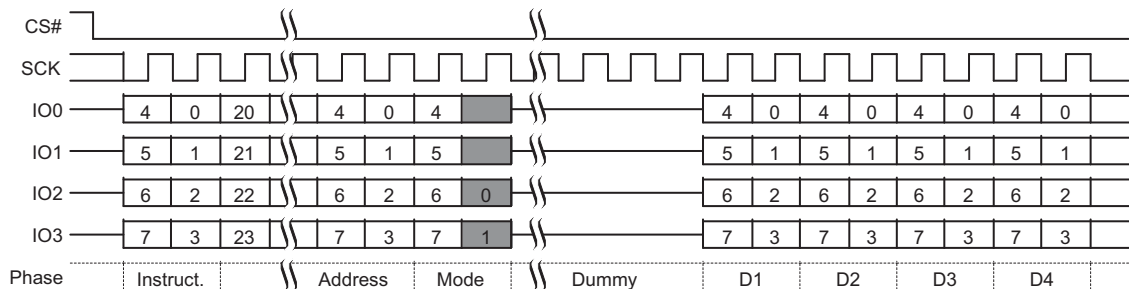 CS#
SCK
IO0 4 0 20 4 0 4 4 0 4 0 4 0 4 0
IO1 5 1 21 5 1 5 5 1 5 1 5 1 5 1
IO2 6 2 22 6 2 6 0 6 2 6 2 6 2 6 2
IO3 7 3 23 7 3 7 1 7 3 7 3 7 3 7 3
Phase Instruct. Address Mode Dummy D1 D2 D3 D4